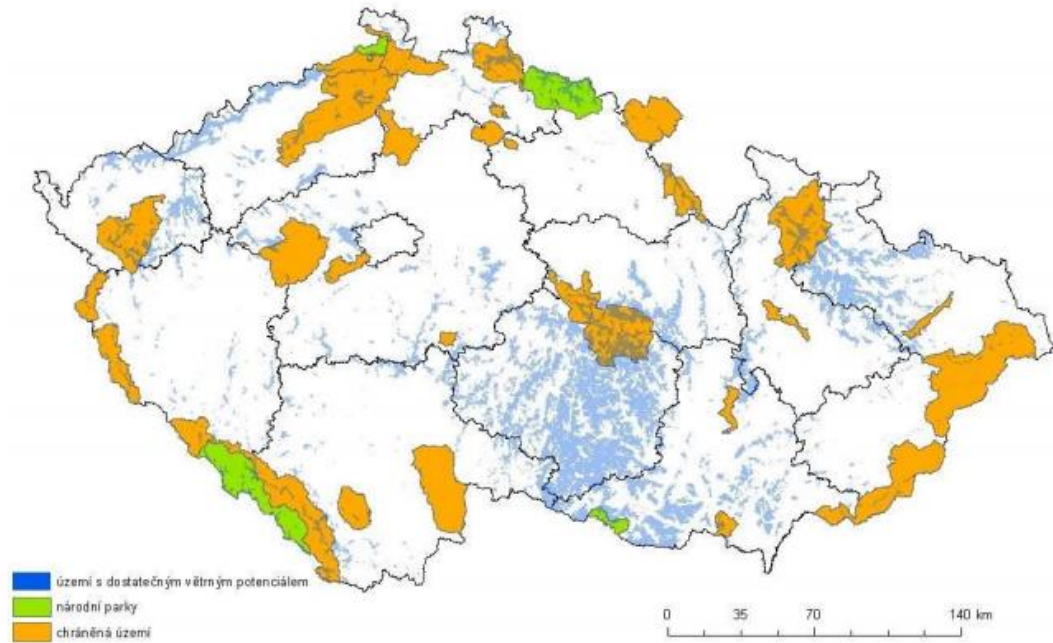 území s dostatečným větrným potenciálem
národní parky
chráněná území
0 35 70 140 km